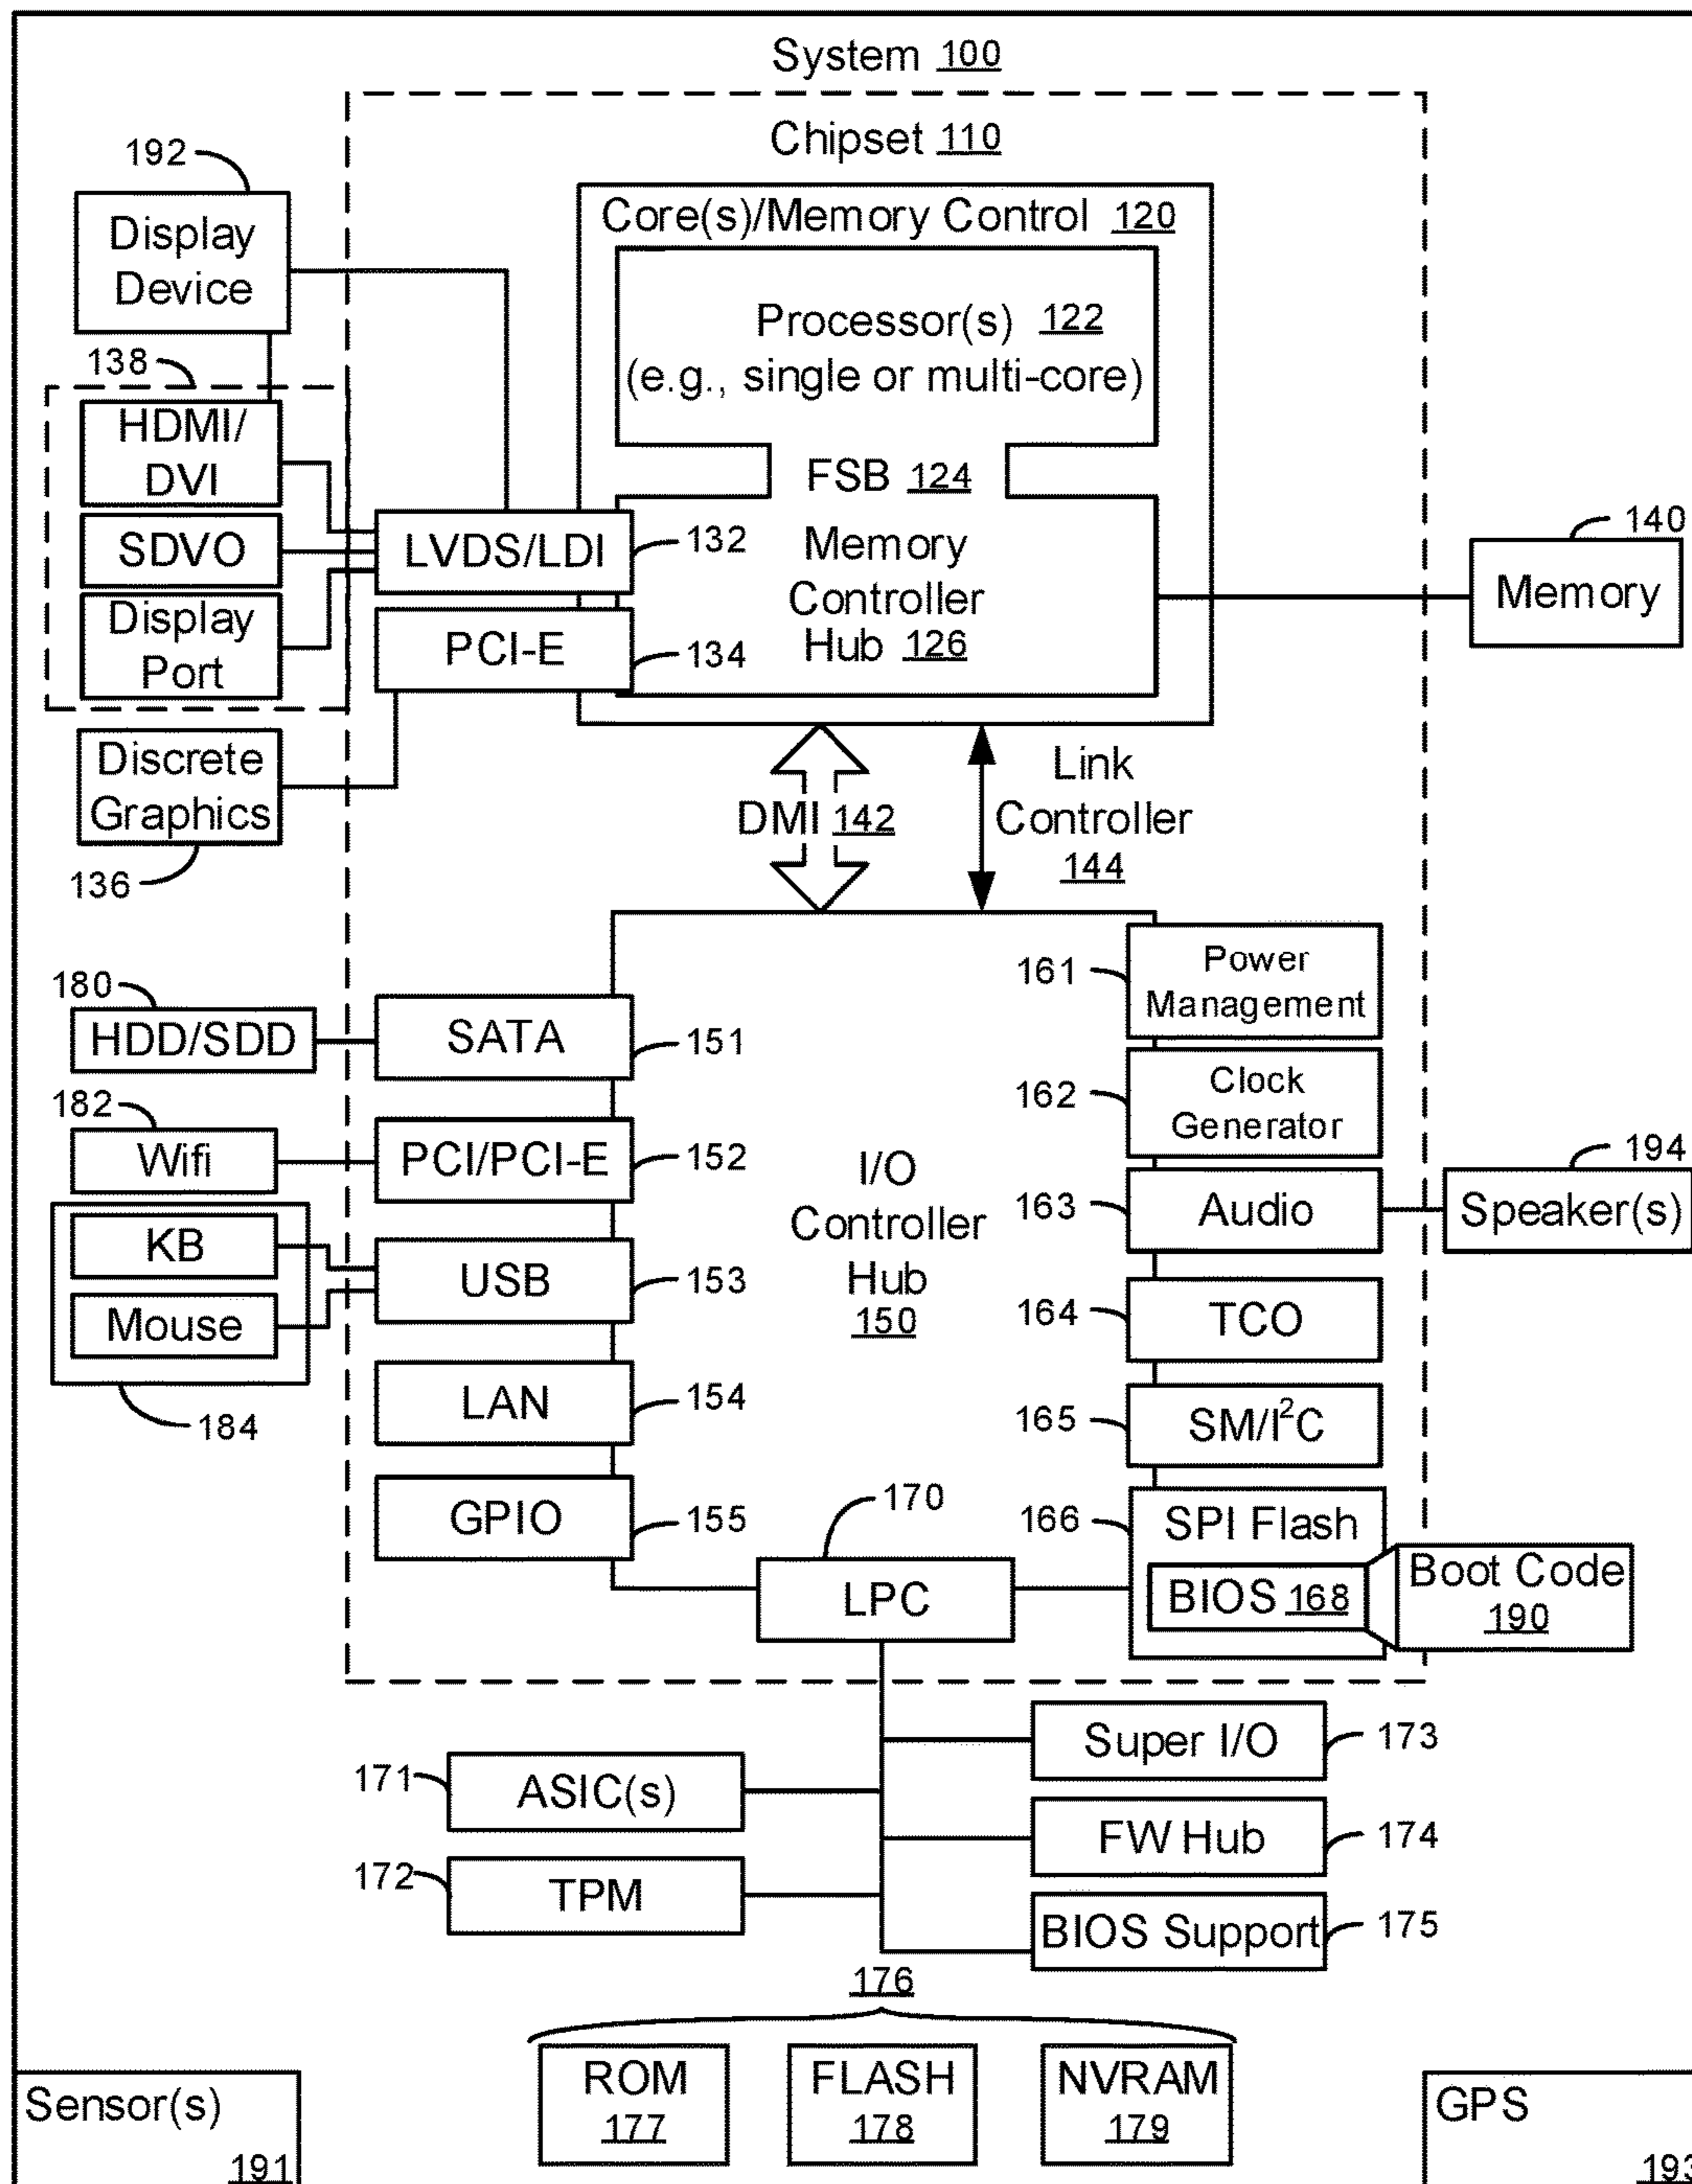 System 100
Chipset 110
192
Display
Device
Core(s)/Memory Control 120
Processor(s) 122
(e.g., single or multi-core)
138
HDMI/
DVI
SDVO
Display
Port
FSB 124
LVDS/LDI
132
PCI-E
134
Memory
Controller
Hub 126
140
Memory
Discrete
Graphics
136
DMI 142
Link
Controller
144
180
HDD/SDD
SATA
151
182
Wifi
PCI/PCI-E
152
KB
Mouse
184
USB
153
LAN
154
GPIO
155
I/O
Controller
Hub
150
161
Power
Management
162
Clock
Generator
163
Audio
194
Speaker(s)
164
TCO
165
SM/I²C
166
SPI Flash
BIOS 168
Boot Code
190
170
LPC
171
ASIC(s)
172
TPM
Super I/O
173
FW Hub
174
BIOS Support
175
176
ROM
177
FLASH
178
NVRAM
179
Sensor(s)
191
GPS
193